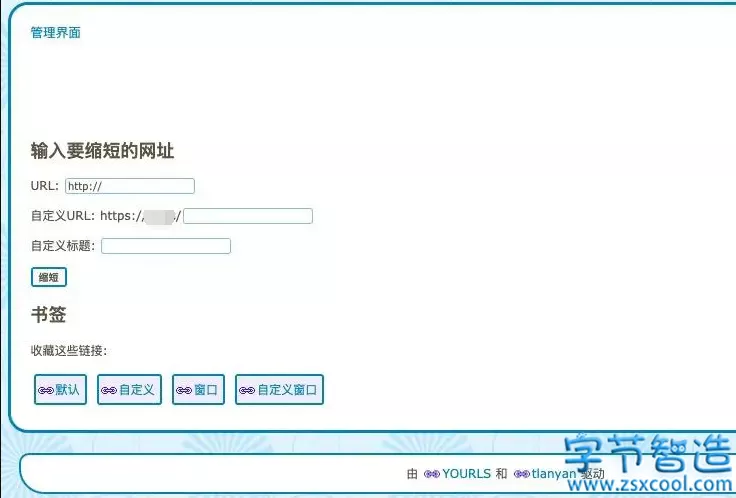 管理界面
输入要缩短的网址
URL: http://
自定义URL: https:/
自定义标题:
缩短
书签
收藏这些链接:
默认 自定义 窗口 自定义窗口
由 YOURLS 和 tlanyan 驱动
字节智造
www.zsxcool.com